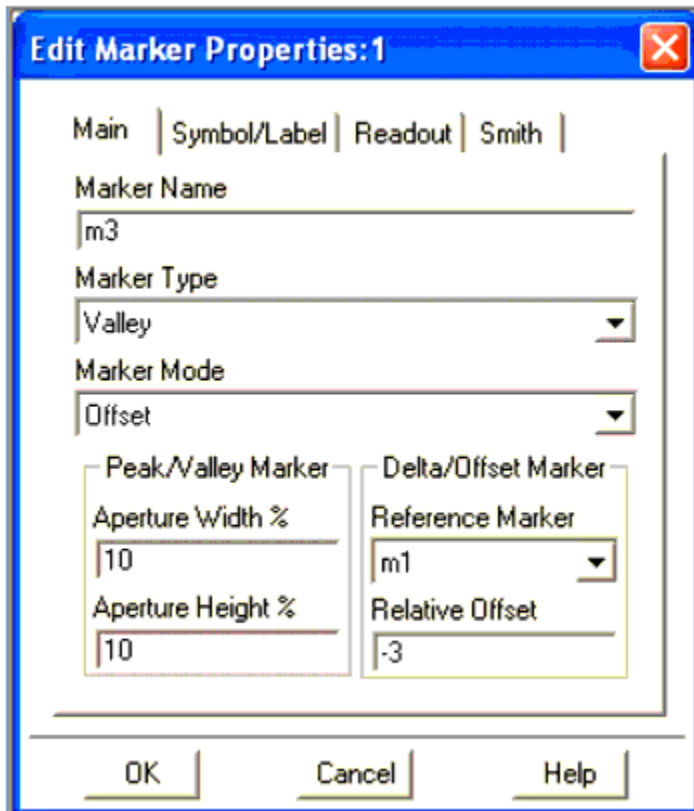 Edit Marker Properties:1
Main Symbol/Label Readout Smith
Marker Name
m3
Marker Type
Valley
Marker Mode
Offset
Peak/Valley Marker
Aperture Width %
10
Aperture Height %
10
Delta/Offset Marker
Reference Marker
m1
Relative Offset
-3
OK Cancel Help